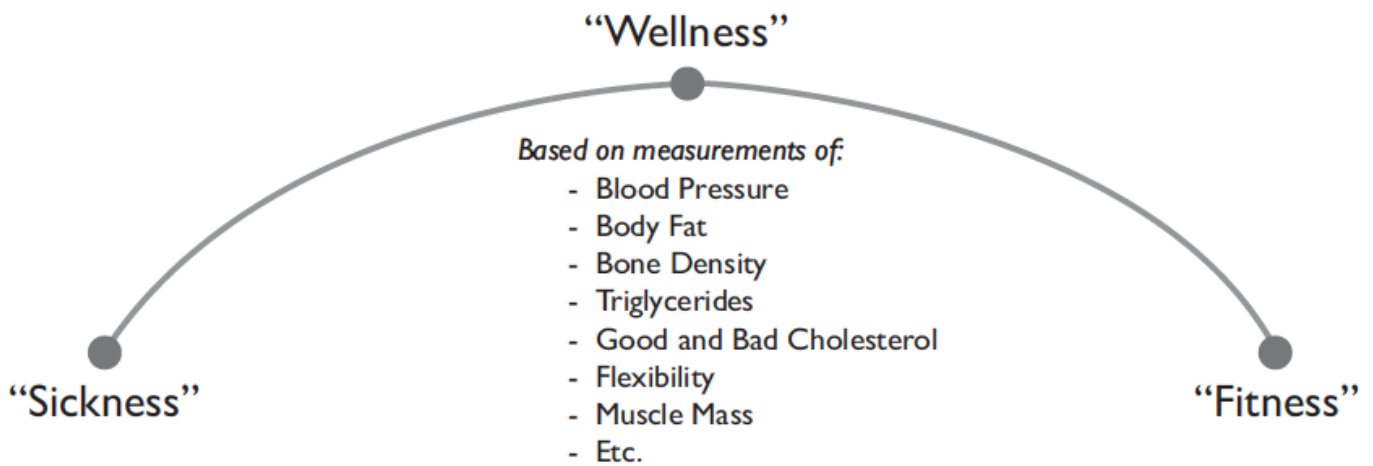 “Wellness”
Based on measurements of:
- Blood Pressure
- Body Fat
- Bone Density
- Triglycerides
- Good and Bad Cholesterol
- Flexibility
- Muscle Mass
- Etc.
“Sickness”
“Fitness”